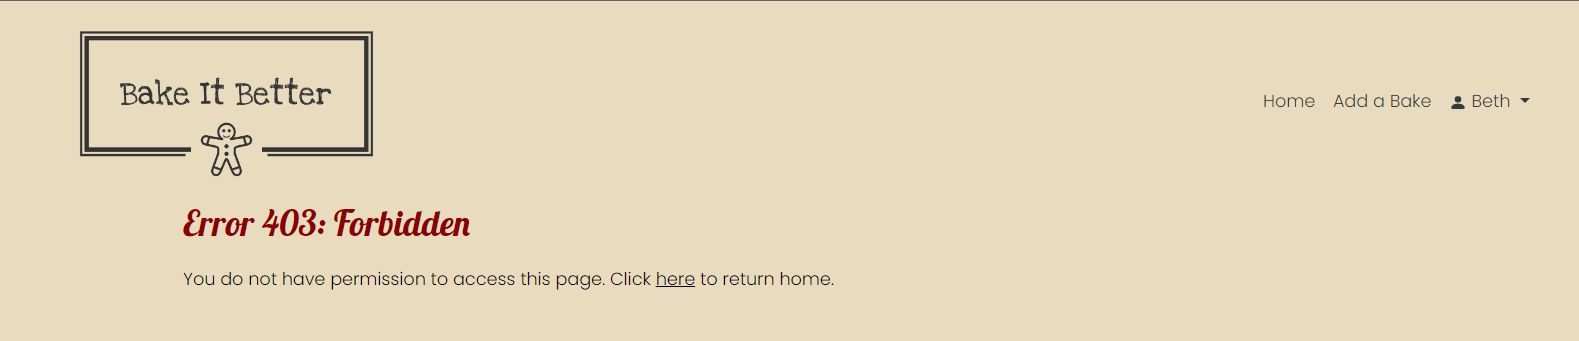 Bake It Better
Home Add a Bake Beth
Error 403: Forbidden
You do not have permission to access this page. Click here to return home.